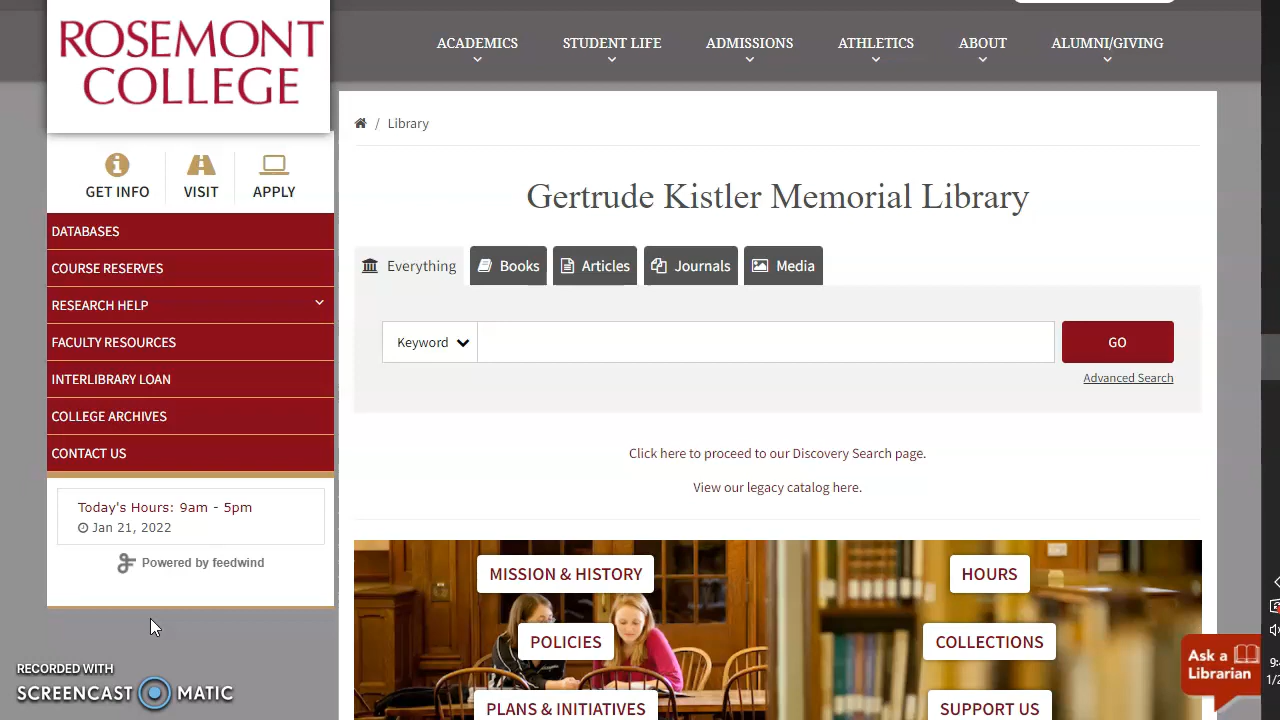 ROSEMONT
COLLEGE
ACADEMICS
STUDENT LIFE
ADMISSIONS
ATHLETICS
ABOUT
ALUMNI/GIVING
/ Library
GET INFO
VISIT
APPLY
Gertrude Kistler Memorial Library
DATABASES
COURSE RESERVES
RESEARCH HELP
FACULTY RESOURCES
INTERLIBRARY LOAN
COLLEGE ARCHIVES
CONTACT US
Everything
Books
Articles
Journals
Media
Keyword
GO
Advanced Search
Click here to proceed to our Discovery Search page.
View our legacy catalog here.
Today's Hours: 9am - 5pm
Jan 21, 2022
Powered by feedwind
MISSION & HISTORY
HOURS
POLICIES
COLLECTIONS
PLANS & INITIATIVES
SUPPORT US
Ask a
Librarian
RECORDED WITH
SCREENCAST MATIC